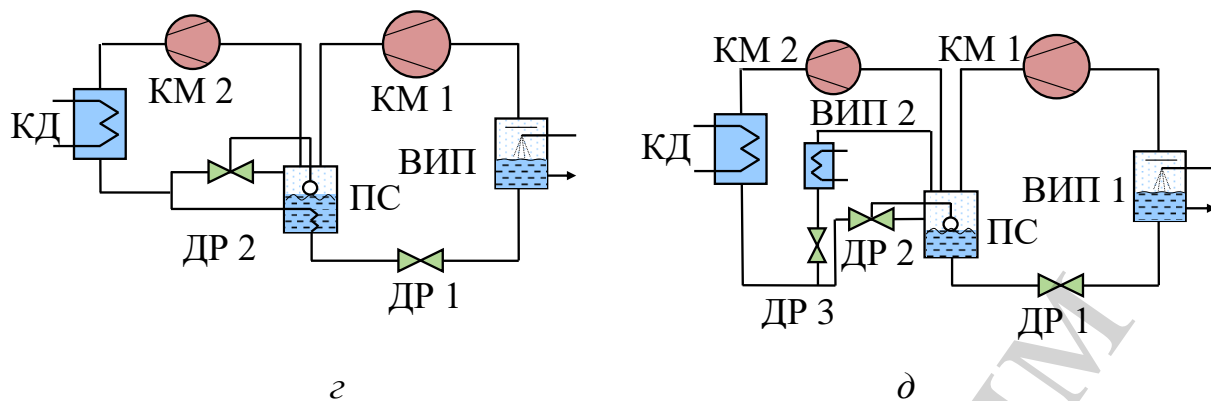 КМ 2
КМ 1
КД
ВИП
ПС
ДР 2
ДР 1
г
КМ 2
КМ 1
ВИП 2
КД
ВИП 1
ДР 2
ПС
ДР 3
ДР 1
д